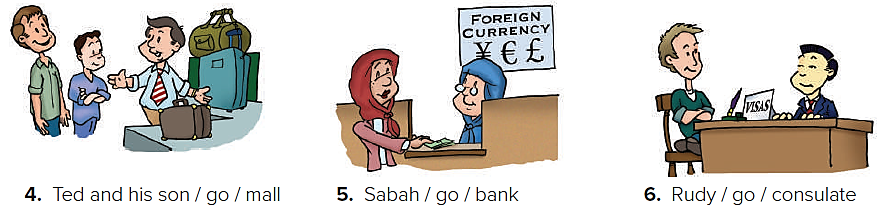 FOREIGN
CURRENCY
¥ € £
VISAS
4. Ted and his son / go / mall
5. Sabah / go / bank
6. Rudy / go / consulate